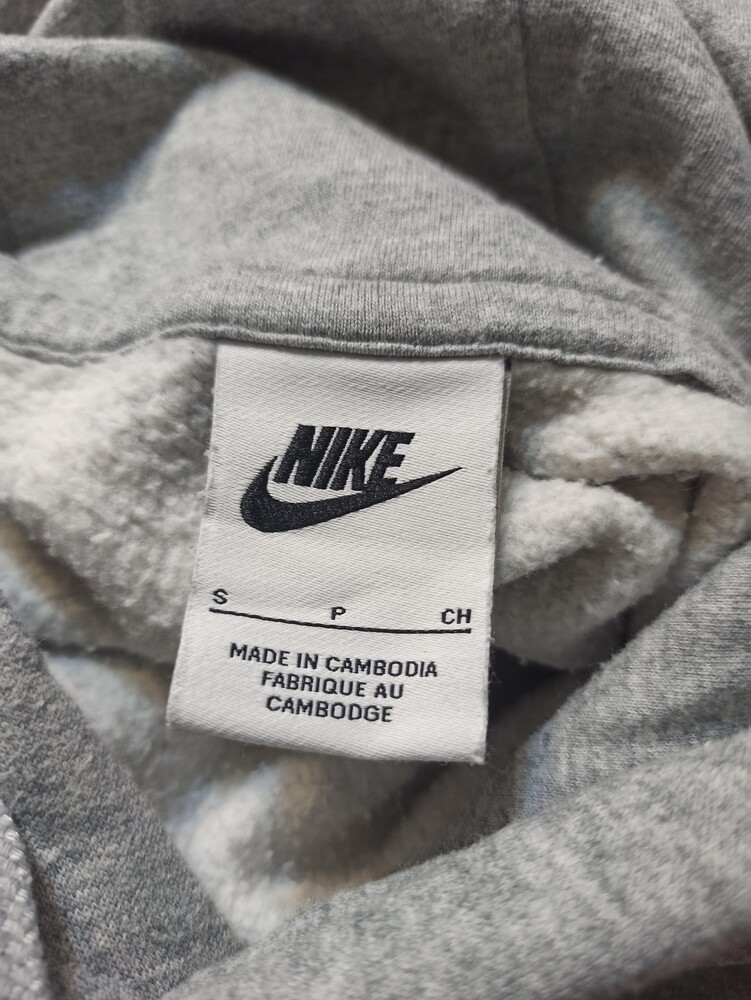 NIKE
S P CH
MADE IN CAMBODIA
FABRIQUE AU
CAMBODGE